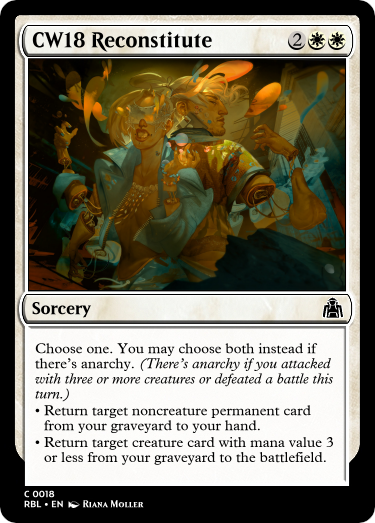 CW18 Reconstitute 2
Sorcery
Choose one. You may choose both instead if
there's anarchy. (There's anarchy if you attacked
with three or more creatures or defeated a battle this
turn.)
• Return target noncreature permanent card
from your graveyard to your hand.
• Return target creature card with mana value 3
or less from your graveyard to the battlefield.
C 0018
RBL • EN Riana Moller